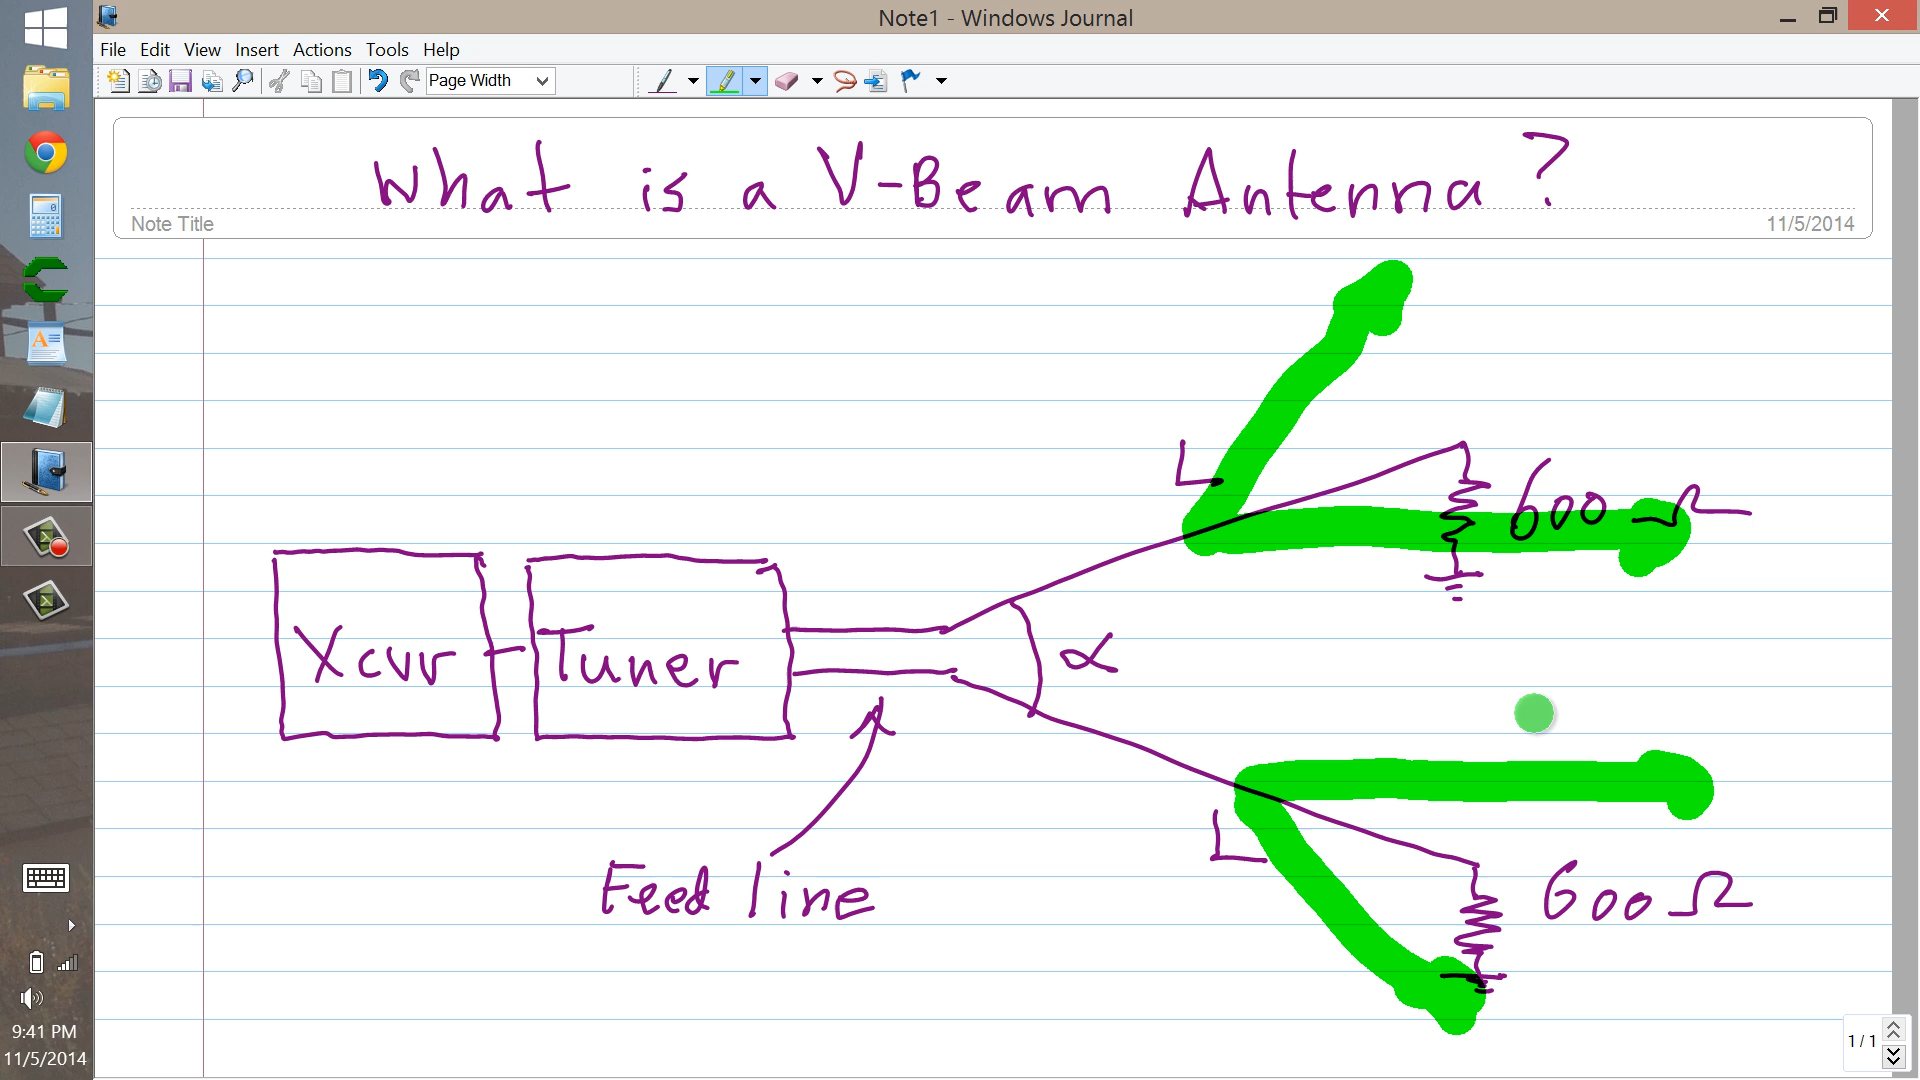 Note1 - Windows Journal
File Edit View Insert Actions Tools Help
Page Width
What is a V-Beam Antenna?
Note Title
11/5/2014
L
600 Ω
Xcvr
Tuner
α
L
Feed line
600 Ω
9:41 PM
11/5/2014
1 / 1